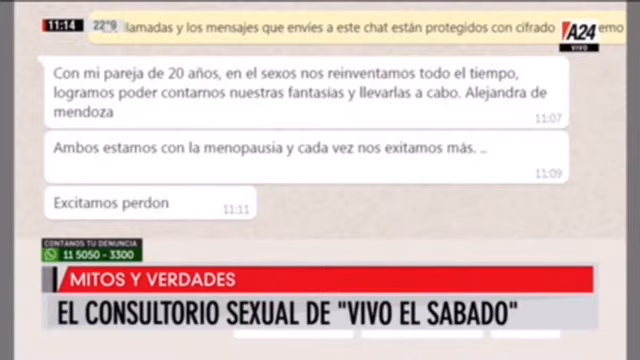 11:14 22°9 lamadas y los mensajes que envíes a este chat están protegidos con cifrado A24 emo
VIVO
Con mi pareja de 20 años, en el sexos nos reinventamos todo el tiempo,
logramos poder contarnos nuestras fantasías y llevarlas a cabo. Alejandra de
mendoza
11:07
Ambos estamos con la menopausia y cada vez nos exitamos más. ..
11:09
Excitamos perdon
11:11
CONTANOS TU DENUNCIA
11 5050 - 3300
MITOS Y VERDADES
EL CONSULTORIO SEXUAL DE "VIVO EL SABADO"